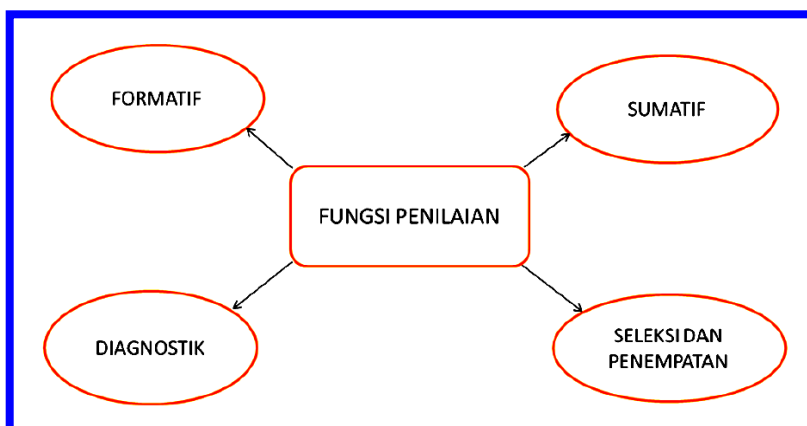 FORMATIF
SUMATIF
FUNGSI PENILAIAN
DIAGNOSTIK
SELEKSI DAN
PENEMPATAN